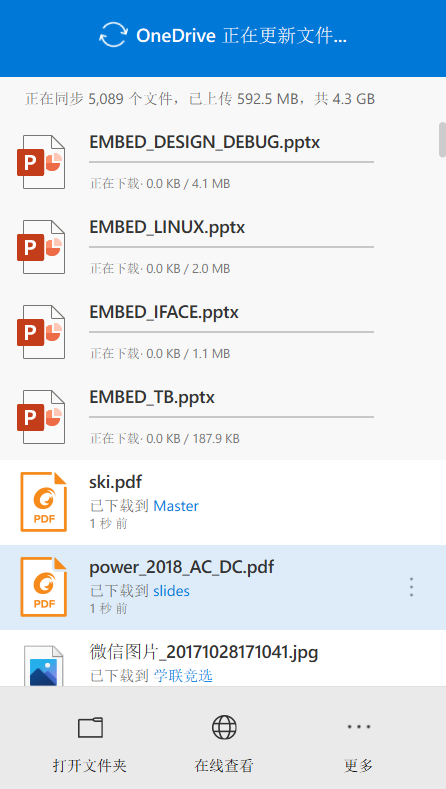 OneDrive 正在更新文件...
正在同步 5,089 个文件，已上传 592.5 MB，共 4.3 GB
EMBED_DESIGN_DEBUG.pptx
正在下载· 0.0 KB / 4.1 MB
EMBED_LINUX.pptx
正在下载· 0.0 KB / 2.0 MB
EMBED_IFACE.pptx
正在下载· 0.0 KB / 1.1 MB
EMBED_TB.pptx
正在下载· 0.0 KB / 187.9 KB
ski.pdf
已下载到 Master
1 秒 前
power_2018_AC_DC.pdf
已下载到 slides
1 秒 前
微信图片_20171028171041.jpg
已下载到 学联竞选
打开文件夹 在线查看 更多
P
P
P
P
PDF
PDF